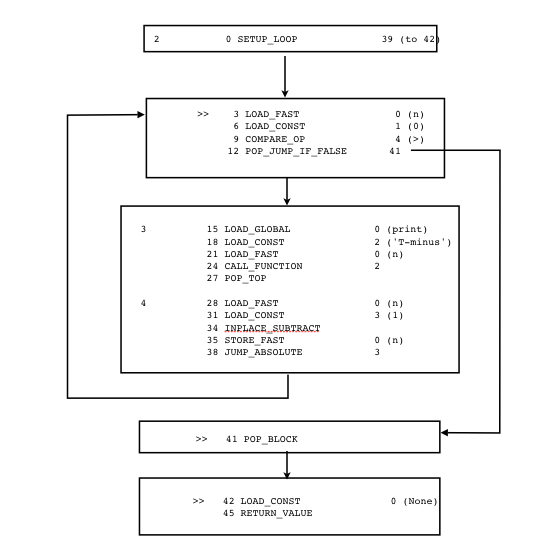 2 0 SETUP_LOOP 39 (to 42)
>> 3 LOAD_FAST 0 (n)
6 LOAD_CONST 1 (0)
9 COMPARE_OP 4 (>)
12 POP_JUMP_IF_FALSE 41
3 15 LOAD_GLOBAL 0 (print)
18 LOAD_CONST 2 ('T-minus')
21 LOAD_FAST 0 (n)
24 CALL_FUNCTION 2
27 POP_TOP
4 28 LOAD_FAST 0 (n)
31 LOAD_CONST 3 (1)
34 INPLACE_SUBTRACT
35 STORE_FAST 0 (n)
38 JUMP_ABSOLUTE 3
>> 41 POP_BLOCK
>> 42 LOAD_CONST 0 (None)
45 RETURN_VALUE